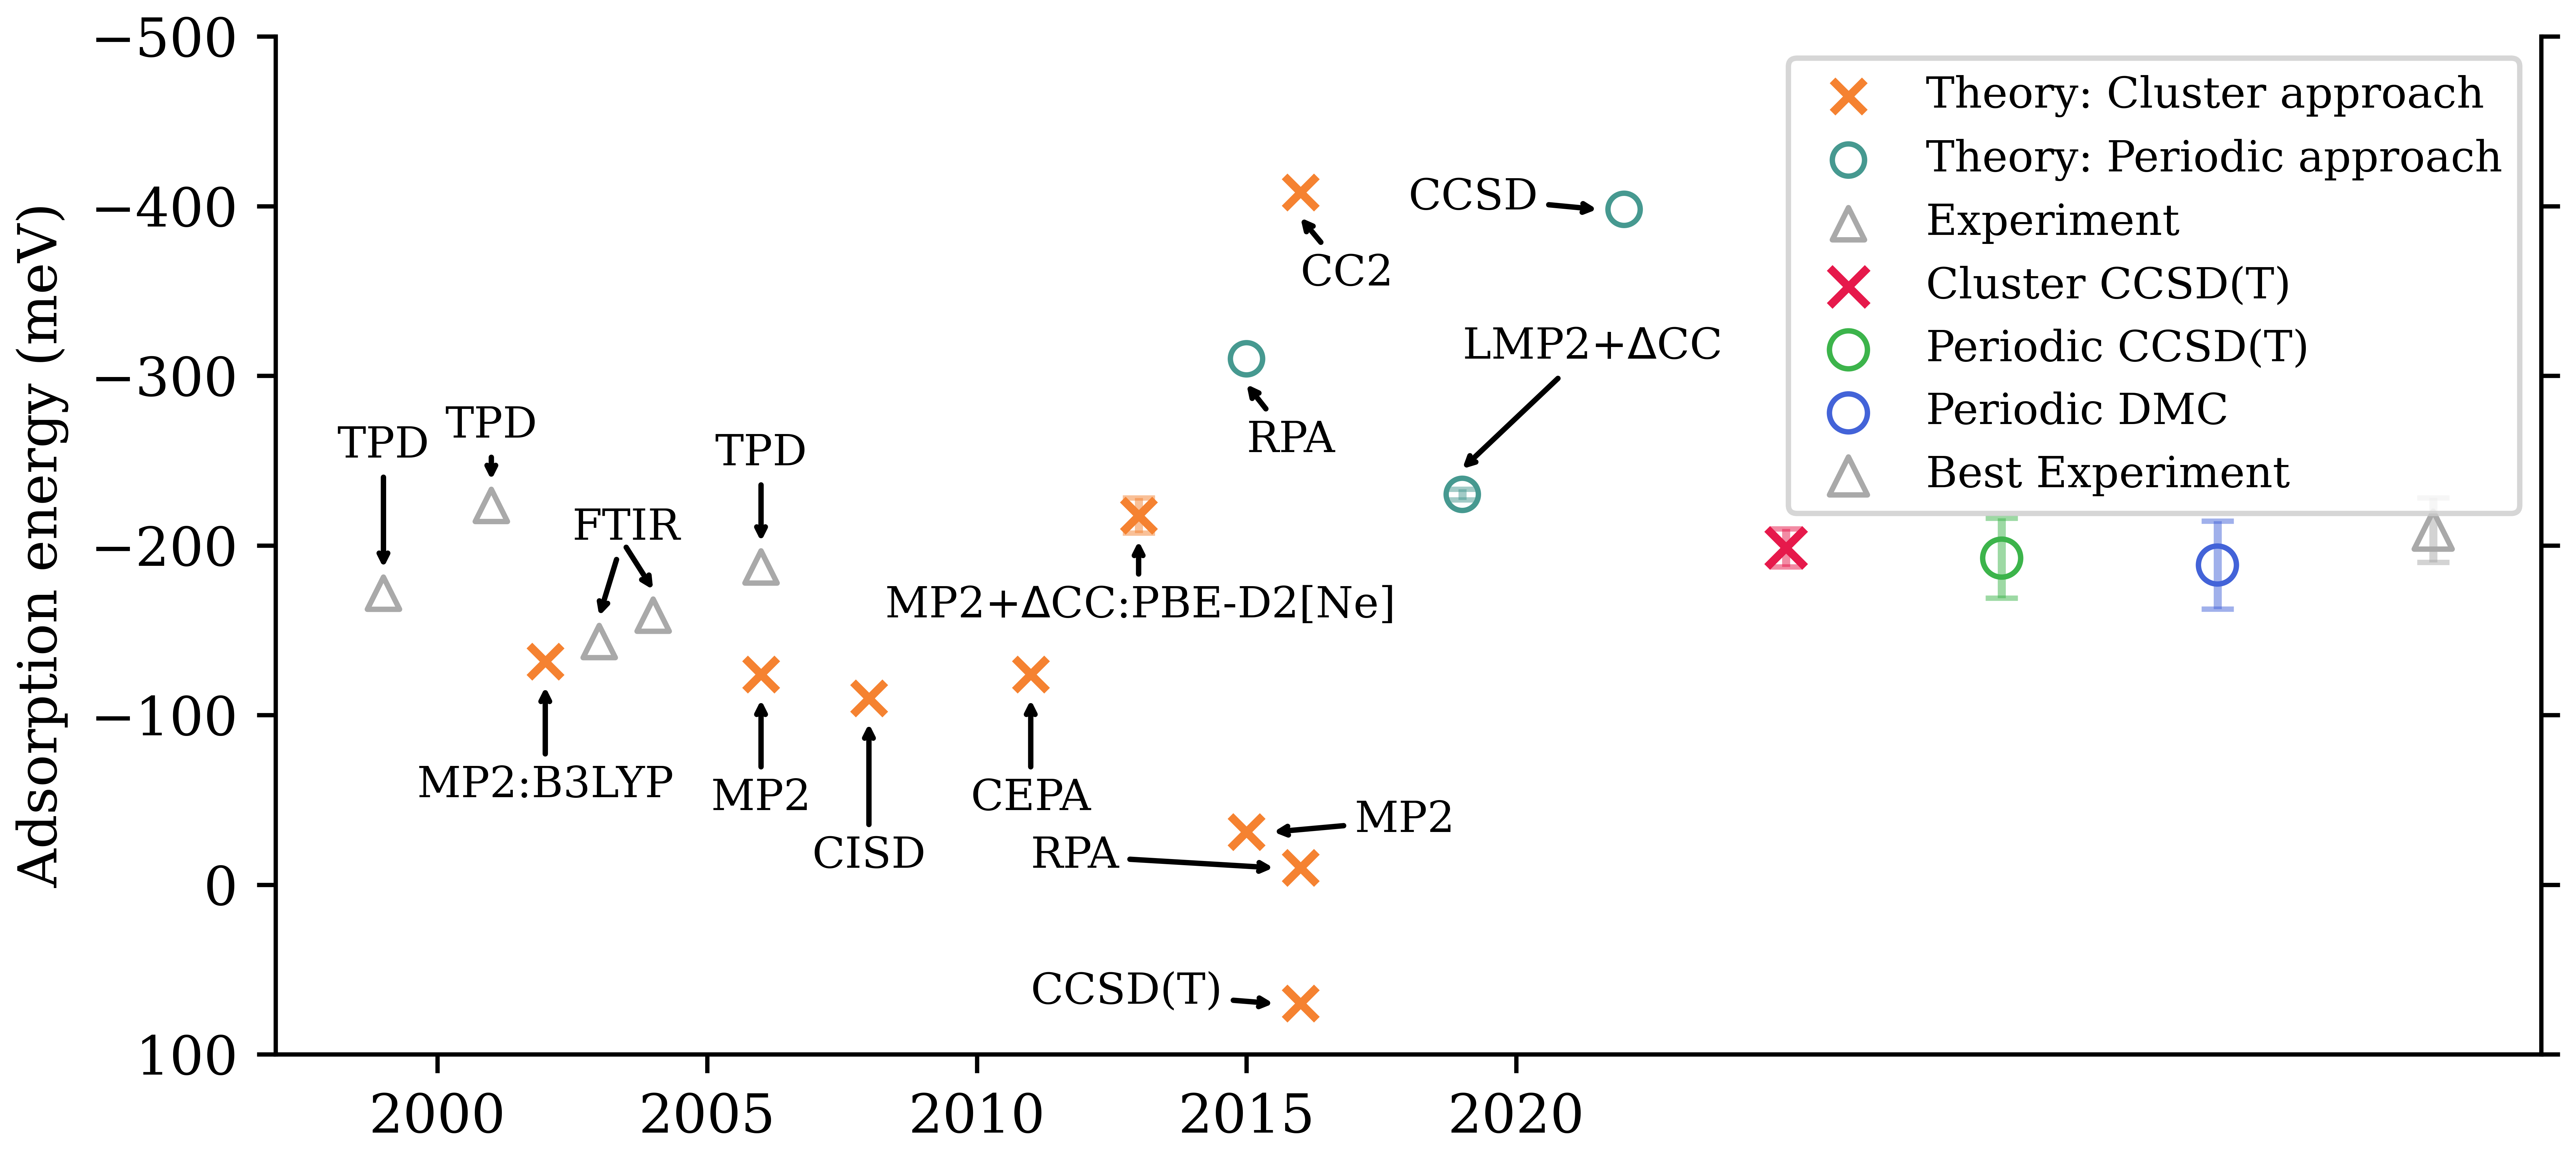 Adsorption energy (meV)
−500
−400
−300
−200
−100
0
100
2000
2005
2010
2015
2020
TPD
TPD
FTIR
TPD
MP2:B3LYP
MP2
CISD
CEPA
MP2+ΔCC:PBE-D2[Ne]
RPA
CC2
CCSD
LMP2+ΔCC
MP2
RPA
CCSD(T)
Theory: Cluster approach
Theory: Periodic approach
Experiment
Cluster CCSD(T)
Periodic CCSD(T)
Periodic DMC
Best Experiment